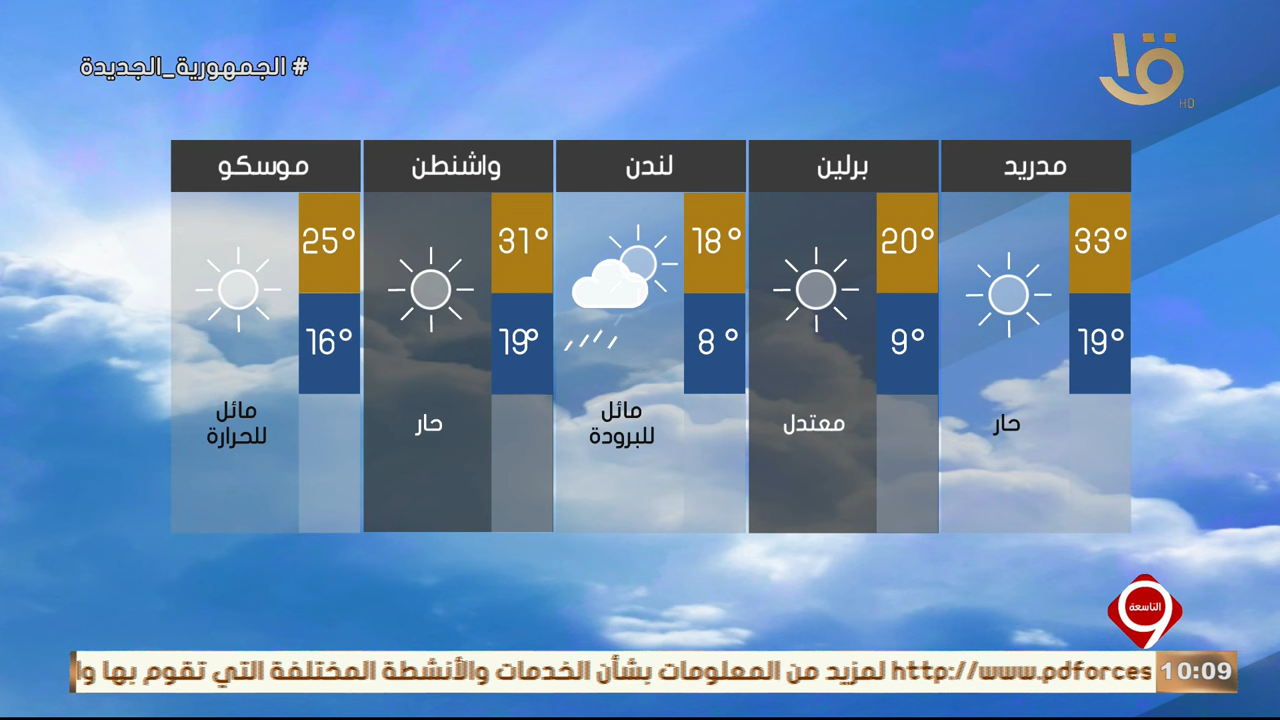 # الجمهورية_الجديدة
HD
مدريد
33°
19°
حار
برلين
20°
9°
معتدل
لندن
18°
8°
مائل
للبرودة
واشنطن
31°
19°
حار
موسكو
25°
16°
مائل
للحرارة
9
التاسعة
10:09
http://www.pdforces لمزيد من المعلومات بشأن الخدمات والأنشطة المختلفة التي تقوم بها وا